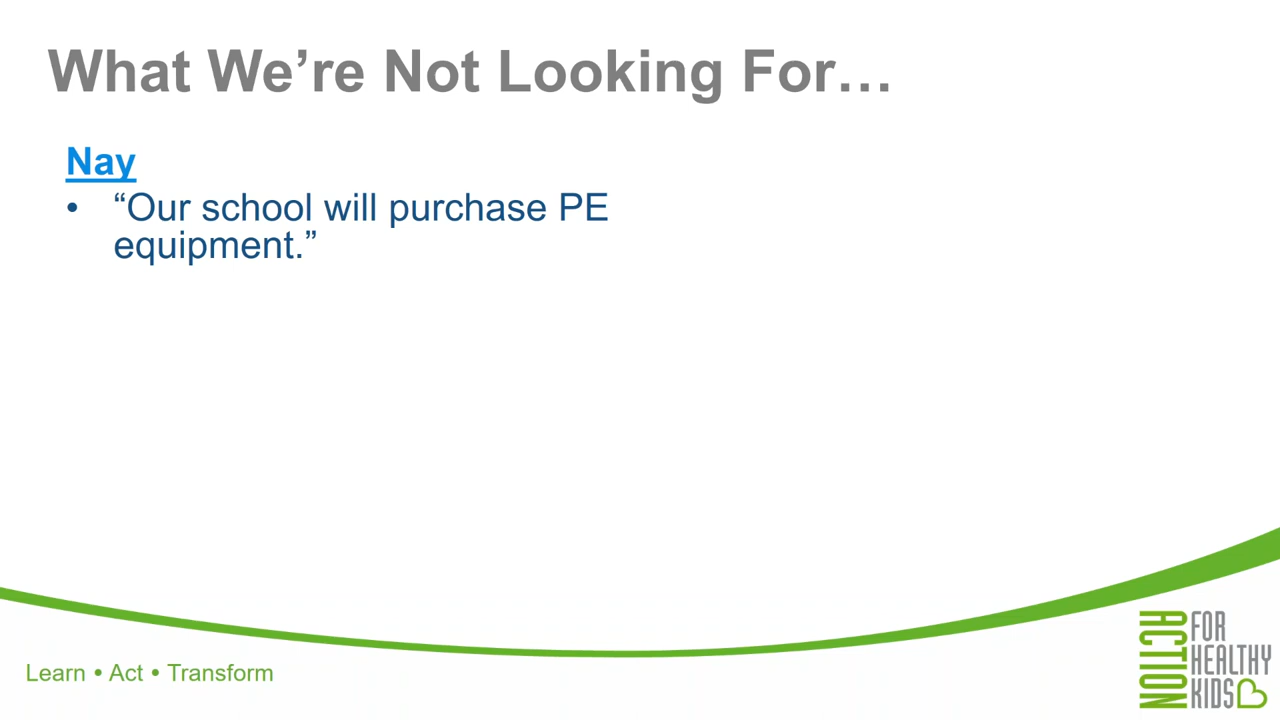 What We’re Not Looking For…
Nay
• “Our school will purchase PE
equipment.”
Learn • Act • Transform
ACTION
FOR
HEALTHY
KIDS